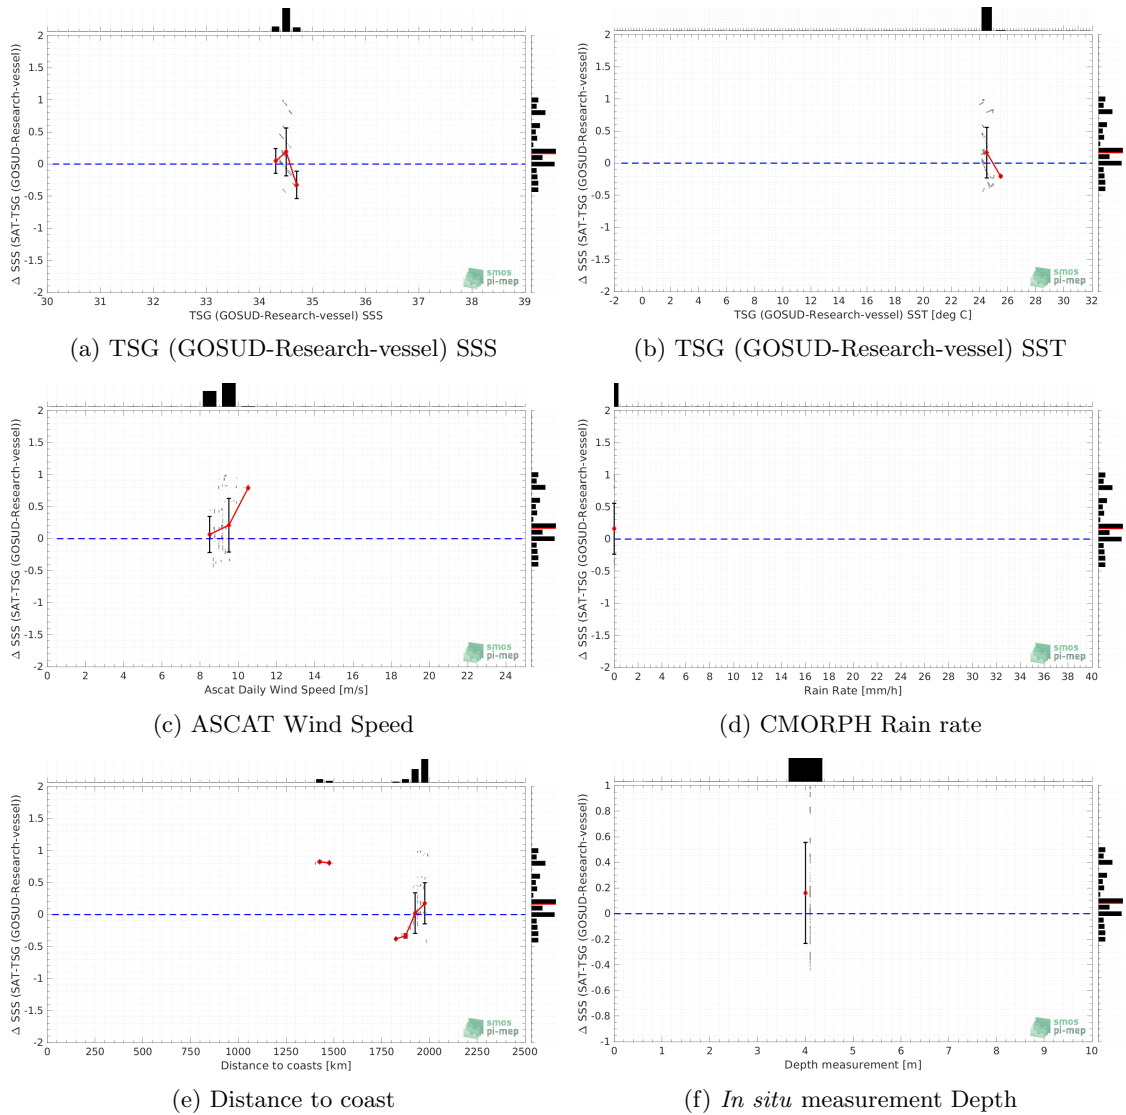 Δ SSS (SAT-TSG (GOSUD-Research-vessel))
2
1.5
1
0.5
0
-0.5
-1
-1.5
-2
30 31 32 33 34 35 36 37 38 39
TSG (GOSUD-Research-vessel) SSS
smos
pi-mep
(a) TSG (GOSUD-Research-vessel) SSS
Δ SSS (SAT-TSG (GOSUD-Research-vessel))
2
1.5
1
0.5
0
-0.5
-1
-1.5
-2
-2 0 2 4 6 8 10 12 14 16 18 20 22 24 26 28 30 32
TSG (GOSUD-Research-vessel) SST [deg C]
smos
pi-mep
(b) TSG (GOSUD-Research-vessel) SST
Δ SSS (SAT-TSG (GOSUD-Research-vessel))
2
1.5
1
0.5
0
-0.5
-1
-1.5
-2
0 2 4 6 8 10 12 14 16 18 20 22 24
Ascat Daily Wind Speed [m/s]
smos
pi-mep
(c) ASCAT Wind Speed
Δ SSS (SAT-TSG (GOSUD-Research-vessel))
2
1.5
1
0.5
0
-0.5
-1
-1.5
-2
0 2 4 6 8 10 12 14 16 18 20 22 24 26 28 30 32 34 36 38 40
Rain Rate [mm/h]
smos
pi-mep
(d) CMORPH Rain rate
Δ SSS (SAT-TSG (GOSUD-Research-vessel))
2
1.5
1
0.5
0
-0.5
-1
-1.5
-2
0 250 500 750 1000 1250 1500 1750 2000 2250 2500
Distance to coasts [km]
smos
pi-mep
(e) Distance to coast
Δ SSS (SAT-TSG (GOSUD-Research-vessel))
1
0.8
0.6
0.4
0.2
0
-0.2
-0.4
-0.6
-0.8
-1
0 1 2 3 4 5 6 7 8 9 10
Depth measurement [m]
smos
pi-mep
(f) In situ measurement Depth